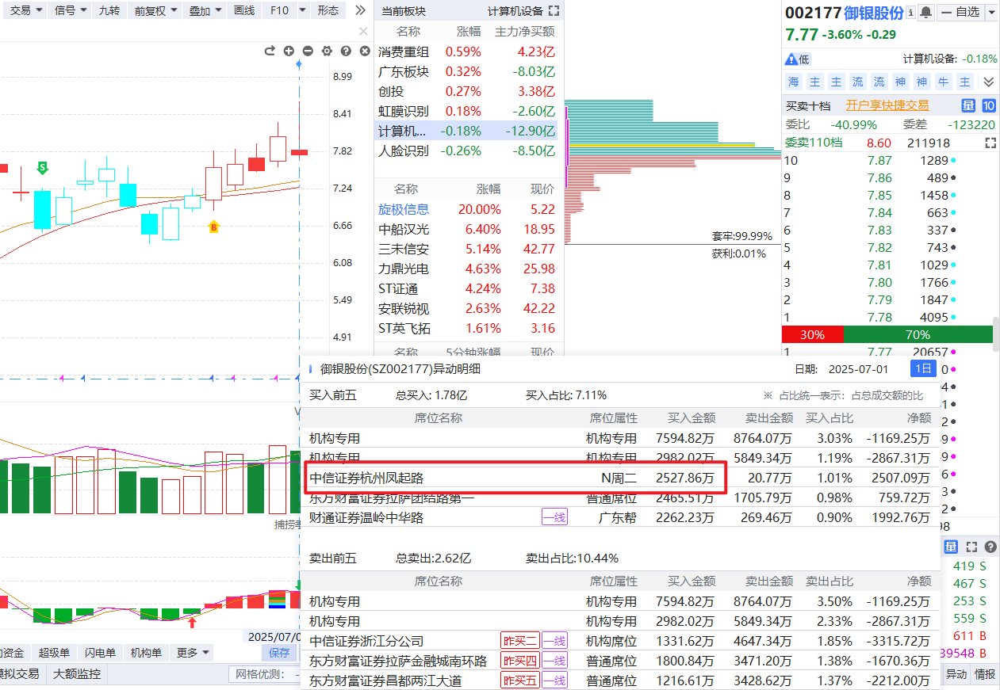 交易 信号 九转 前复权 叠加 画线 F10 形态
8.99
8.41
7.82
7.24
6.66
6.08
5.49
4.91
S
B
当前板块 计算机设备
名称 涨幅 主力净买额
消费重组 0.59% 4.23亿
广东板块 0.32% -8.03亿
创投 0.27% 3.38亿
虹膜识别 0.18% -2.60亿
计算机... -0.18% -12.90亿
人脸识别 -0.26% -8.50亿
名称 涨幅 现价
旋极信息 20.00% 5.22
中船汉光 6.40% 18.95
三未信安 5.14% 42.77
力鼎光电 4.63% 25.98
ST证通 4.24% 7.38
安联锐视 2.63% 42.22
ST英飞拓 1.61% 3.16
名称 5分钟涨幅 现价
套牢:99.99%
获利:0.01%
002177 御银股份 自选
7.77 -3.60% -0.29
低 计算机设备: -0.18%
海 主 主 流 流 神 神 牛 主
买卖十档 开户享快捷交易 量 10
委比 -40.99% 委差 -123220
委卖110档 8.60 211918
10 7.87 1289
9 7.86 489
8 7.85 1458
7 7.84 663
6 7.83 337
5 7.82 743
4 7.81 1029
3 7.80 1766
2 7.79 1847
1 7.78 4095
30% 70%
1 7.77 20657
御银股份(SZ002177)异动明细 日期: 2025-07-01 1日
买入前五 总买入: 1.78亿 买入占比: 7.11% ※ 占比统一表示: 占总成交额的比
席位名称 席位属性 买入金额 卖出金额 买入占比 净额
机构专用 机构专用 7594.82万 8764.07万 3.03% -1169.25万
机构专用 机构专用 2982.02万 5849.34万 1.19% -2867.31万
中信证券杭州凤起路 N周二 2527.86万 20.77万 1.01% 2507.09万
东方财富证券拉萨团结路第一 普通席位 2465.51万 1705.79万 0.98% 759.72万
财通证券温岭中华路 一线 广东帮 2262.23万 269.46万 0.90% 1992.76万
卖出前五 总卖出:2.62亿 卖出占比:10.44%
席位名称 席位属性 买入金额 卖出金额 卖出占比 净额
机构专用 机构专用 7594.82万 8764.07万 3.50% -1169.25万
机构专用 机构专用 2982.02万 5849.34万 2.33% -2867.31万
中信证券浙江分公司 昨买二 一线 机构席位 1331.62万 4647.34万 1.85% -3315.72万
东方财富证券拉萨金融城南环路 昨买四 一线 普通席位 1800.84万 3471.20万 1.38% -1670.36万
东方财富证券昌都两江大道 昨买五 一线 普通席位 1216.61万 3428.62万 1.37% -2212.00万
量
419 S
467 S
253 S
559 S
611 B
39548 B
异动 情报
捕捞
2025/07/0
资金 超级单 闪电单 机构单 更多 保存
模拟交易 大额监控 网格优测: -